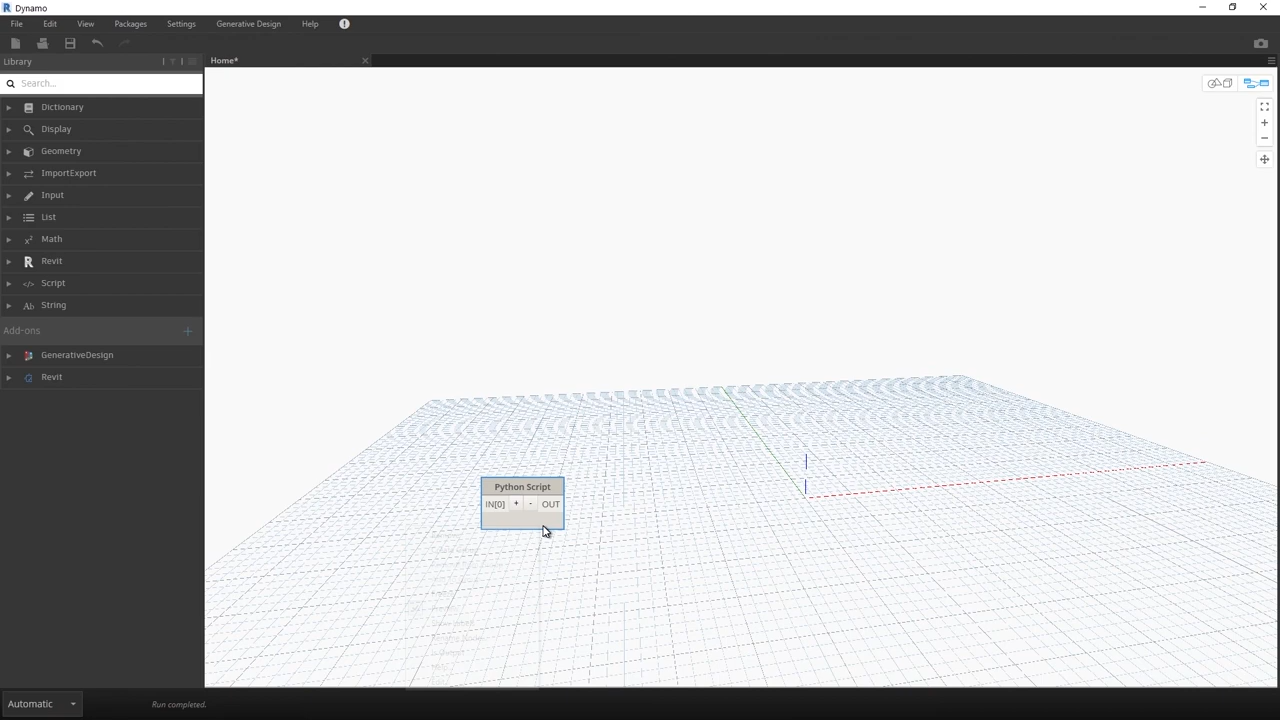 Dynamo
File Edit View Packages Settings Generative Design Help
Library
Home*
Search...
Dictionary
Display
Geometry
ImportExport
Input
List
Math
Revit
Script
String
Add-ons
GenerativeDesign
Revit
Python Script
IN[0] + - OUT
Automatic
Run completed.